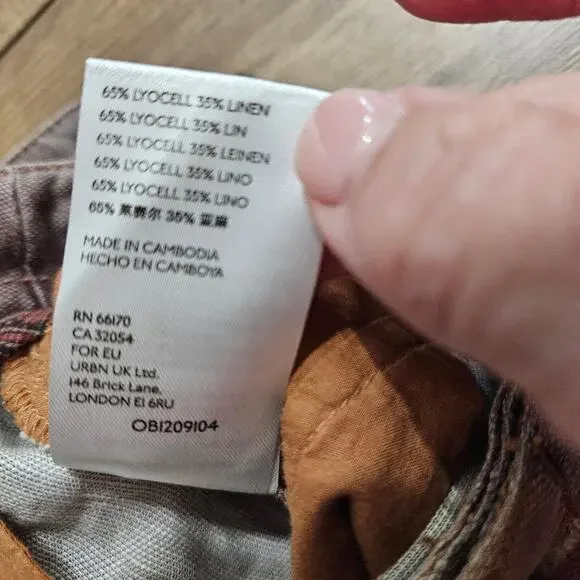 65% LYOCELL 35% LINEN
65% LYOCELL 35% LIN
65% LYOCELL 35% LEINEN
65% LYOCELL 35% LINO
65% LYOCELL 35% LINO
65% 莱赛尔 35% 亚麻
MADE IN CAMBODIA
HECHO EN CAMBOYA
RN 66170
CA 32054
FOR EU
URBN UK Ltd.
146 Brick Lane,
LONDON E1 6RU
OB1209104